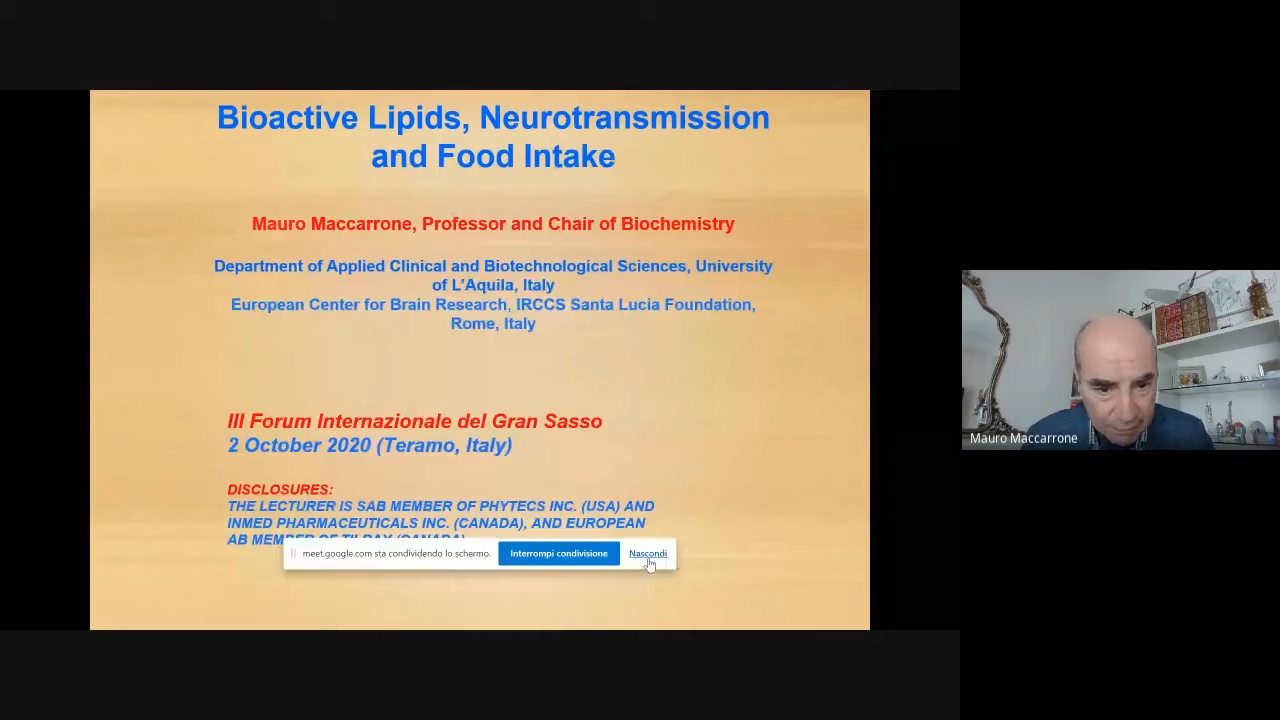 Bioactive Lipids, Neurotransmission
and Food Intake
Mauro Maccarrone, Professor and Chair of Biochemistry
Department of Applied Clinical and Biotechnological Sciences, University
of L’Aquila, Italy
European Center for Brain Research, IRCCS Santa Lucia Foundation,
Rome, Italy
III Forum Internazionale del Gran Sasso
2 October 2020 (Teramo, Italy)
DISCLOSURES:
THE LECTURER IS SAB MEMBER OF PHYTECS INC. (USA) AND
INMED PHARMACEUTICALS INC. (CANADA), AND EUROPEAN
AB MEMBER OF TILRAY (CANADA)
meet.google.com sta condividendo lo schermo.
Interrompi condivisione
Nascondi
Mauro Maccarrone